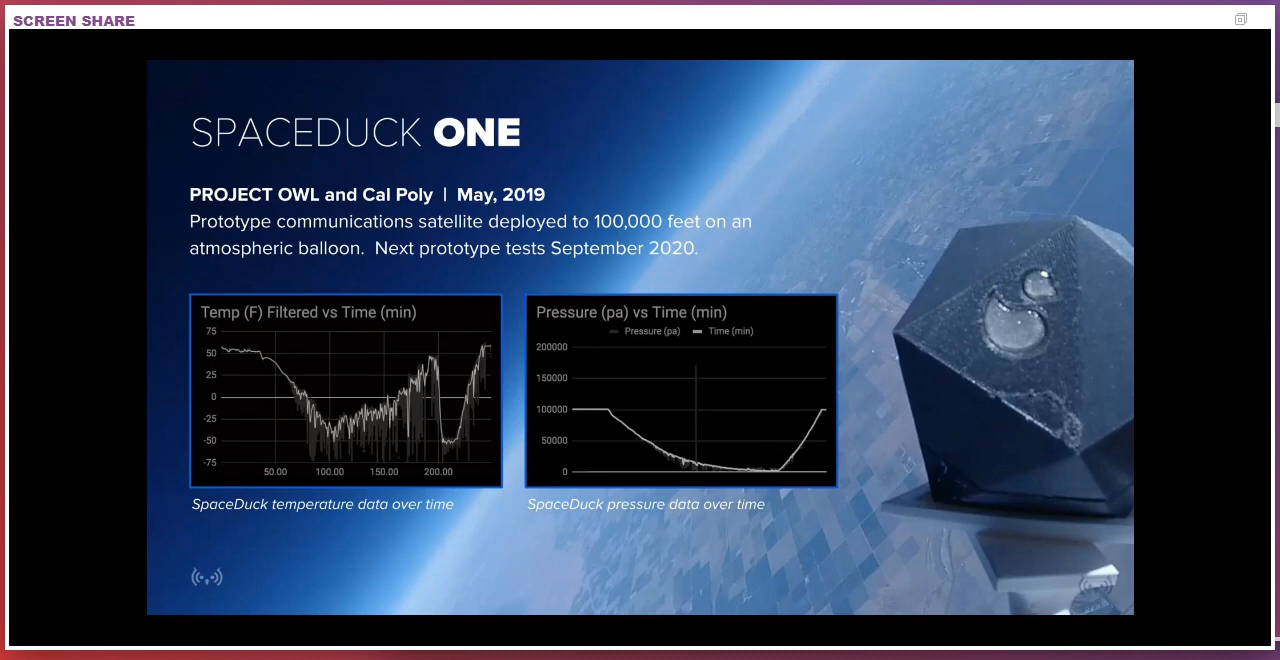 SCREEN SHARE
SPACEDUCK ONE
PROJECT OWL and Cal Poly | May, 2019
Prototype communications satellite deployed to 100,000 feet on an
atmospheric balloon. Next prototype tests September 2020.
Temp (F) Filtered vs Time (min)
75
50
25
0
-25
-50
-75
50.00 100.00 150.00 200.00
SpaceDuck temperature data over time
Pressure (pa) vs Time (min)
Pressure (pa) Time (min)
200000
150000
100000
50000
0
SpaceDuck pressure data over time